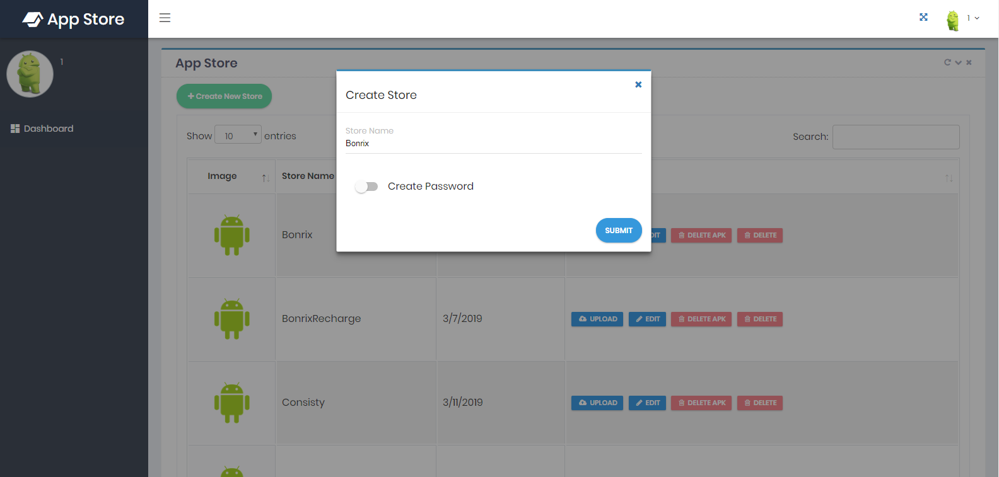 App Store
1
1
Dashboard
App Store
Create New Store
Show 10 entries
Search:
Image
Store Name
Bonrix
DIT
DELETE APK
DELETE
BonrixRecharge
3/7/2019
UPLOAD
EDIT
DELETE APK
DELETE
Consisty
3/11/2019
UPLOAD
EDIT
DELETE APK
DELETE
Create Store
Store Name
Bonrix
Create Password
SUBMIT